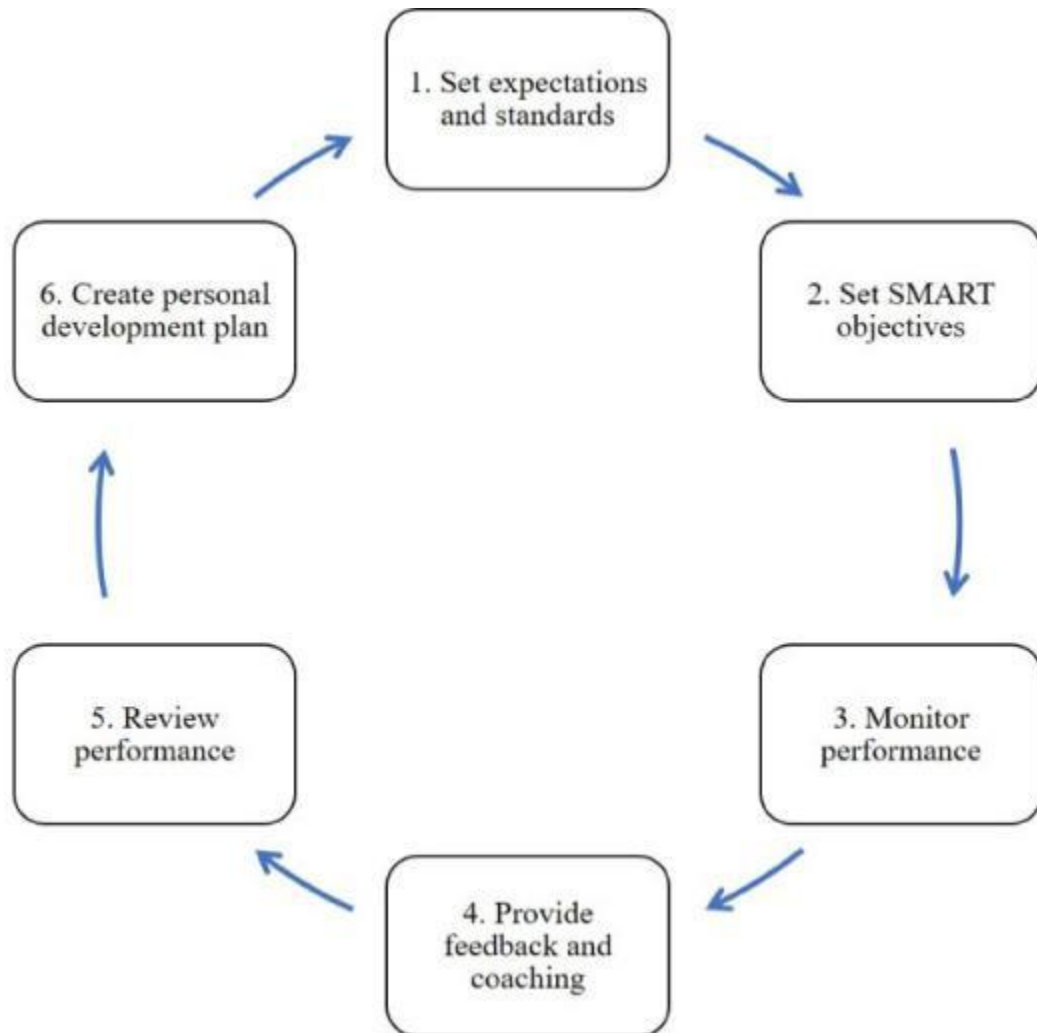 1. Set expectations
and standards
2. Set SMART
objectives
3. Monitor
performance
4. Provide
feedback and
coaching
5. Review
performance
6. Create personal
development plan